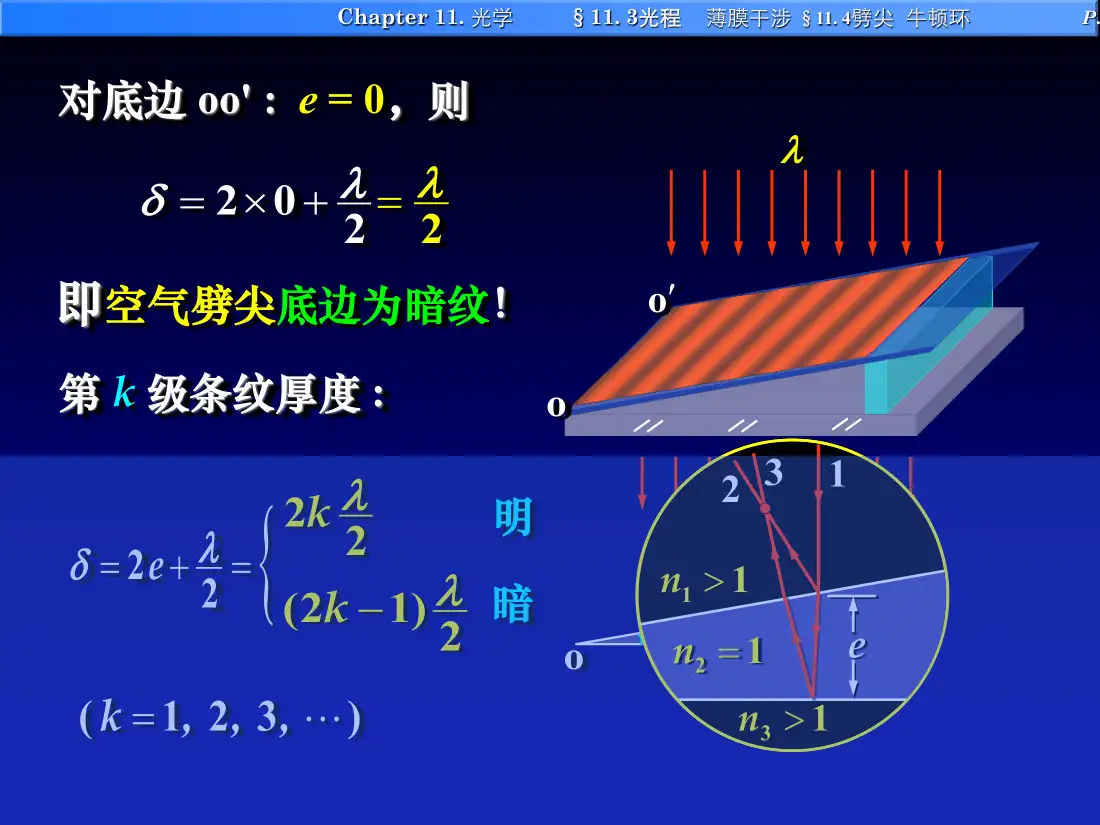 Chapter 11. 光学 §11. 3光程 薄膜干涉 §11. 4劈尖 牛顿环 P.
对底边 oo' : e = 0，则
δ = 2×0 + λ/2 = λ/2
即空气劈尖底边为暗纹！
第 k 级条纹厚度：
δ = 2e + λ/2 = {
2k λ/2 明
(2k − 1) λ/2 暗
( k = 1, 2, 3, ⋯ )
λ
o′
o
2 3 1
n₁ > 1
o
n₂ = 1
e
n₃ > 1